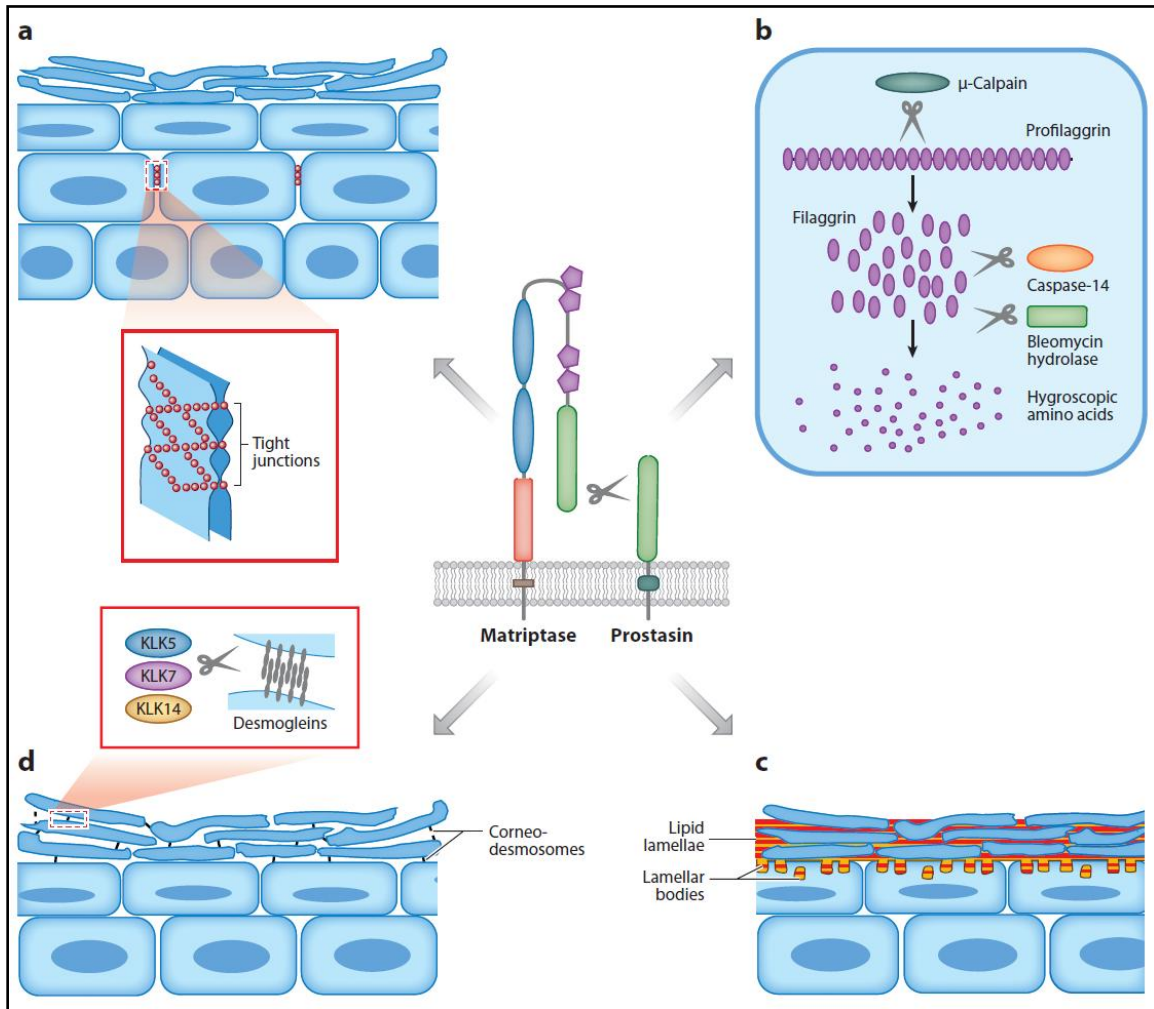 a
Tight
junctions
b
μ-Calpain
Profilaggrin
Filaggrin
Caspase-14
Bleomycin
hydrolase
Hygroscopic
amino acids
Matriptase
Prostasin
KLK5
KLK7
KLK14
Desmogleins
d
Corneo-
desmosomes
c
Lipid
lamellae
Lamellar
bodies